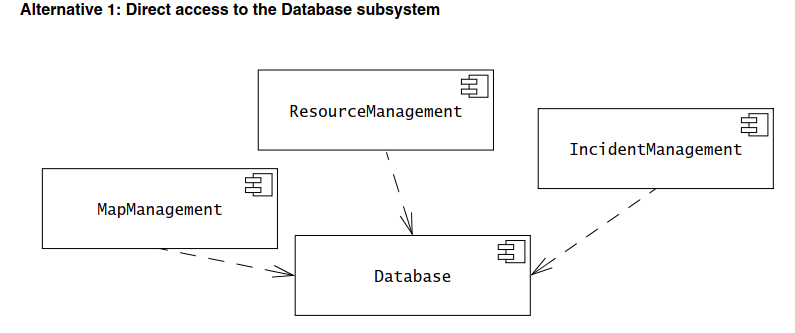 Alternative 1: Direct access to the Database subsystem
ResourceManagement
IncidentManagement
MapManagement
Database